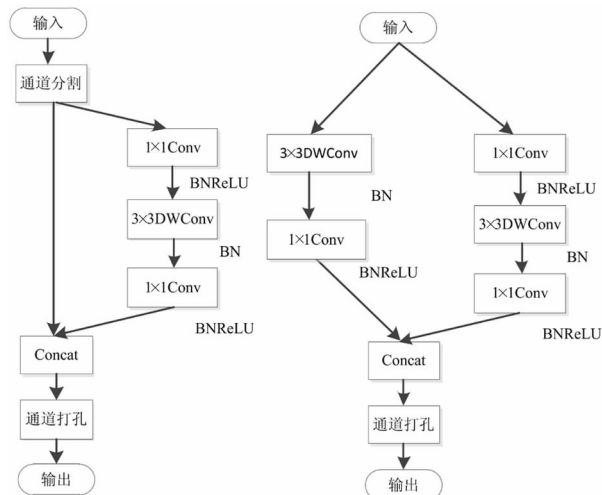 输入
通道分割
1×1Conv
BNReLU
3×3DWConv
BN
1×1Conv
BNReLU
Concat
通道打孔
输出
输入
3×3DWConv
BN
1×1Conv
BNReLU
1×1Conv
BNReLU
3×3DWConv
BN
1×1Conv
BNReLU
Concat
通道打孔
输出